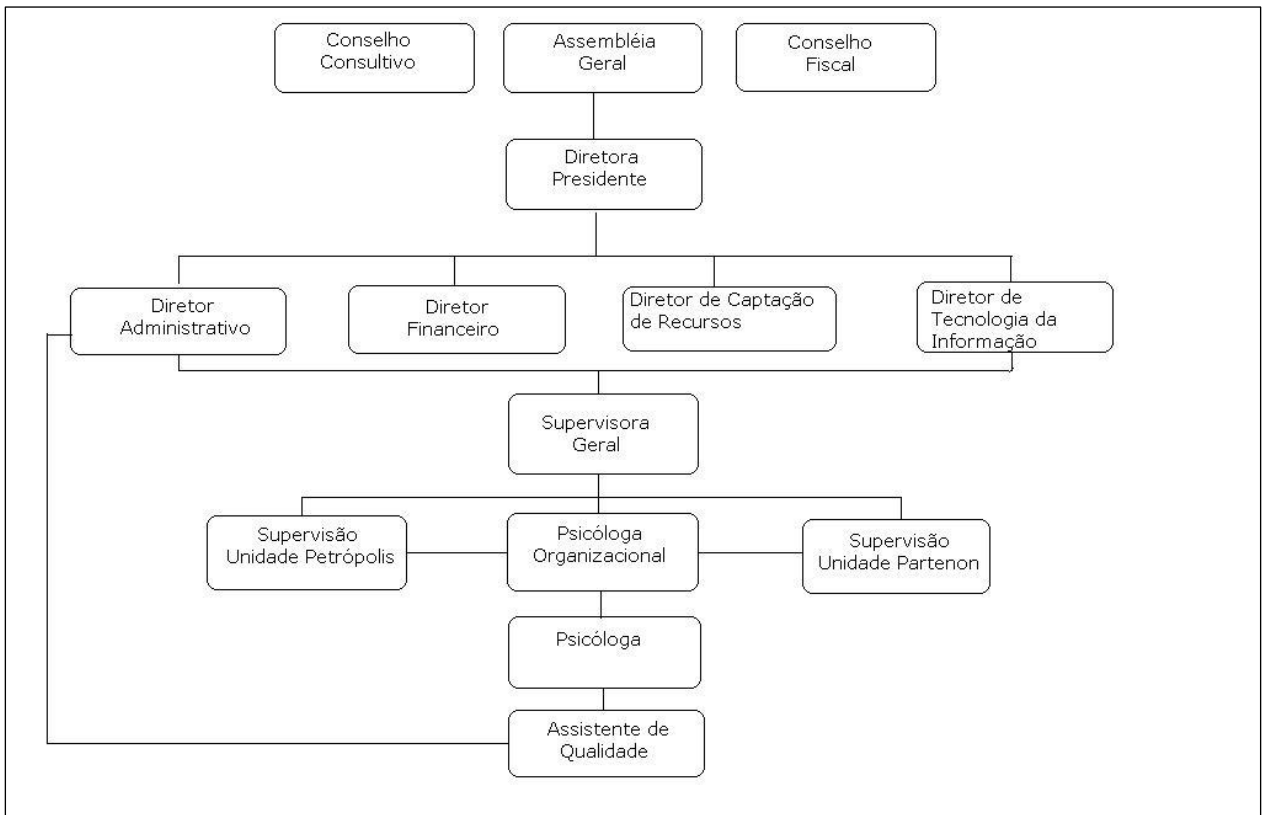 Conselho
Consultivo
Assembléia
Geral
Conselho
Fiscal
Diretora
Presidente
Diretor
Administrativo
Diretor
Financeiro
Diretor de Captação
de Recursos
Diretor de
Tecnologia da
Informação
Supervisora
Geral
Supervisão
Unidade Petrópolis
Psicóloga
Organizacional
Supervisão
Unidade Partenon
Psicóloga
Assistente de
Qualidade